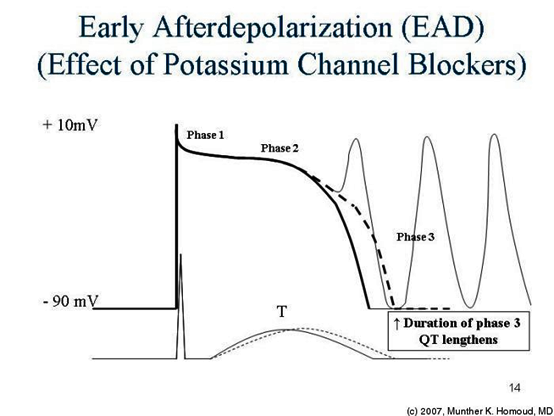 Early Afterdepolarization (EAD)
(Effect of Potassium Channel Blockers)
+ 10mV
Phase 1
Phase 2
Phase 3
- 90 mV
T
↑ Duration of phase 3
QT lengthens
14
(c) 2007, Munther K. Homoud, MD